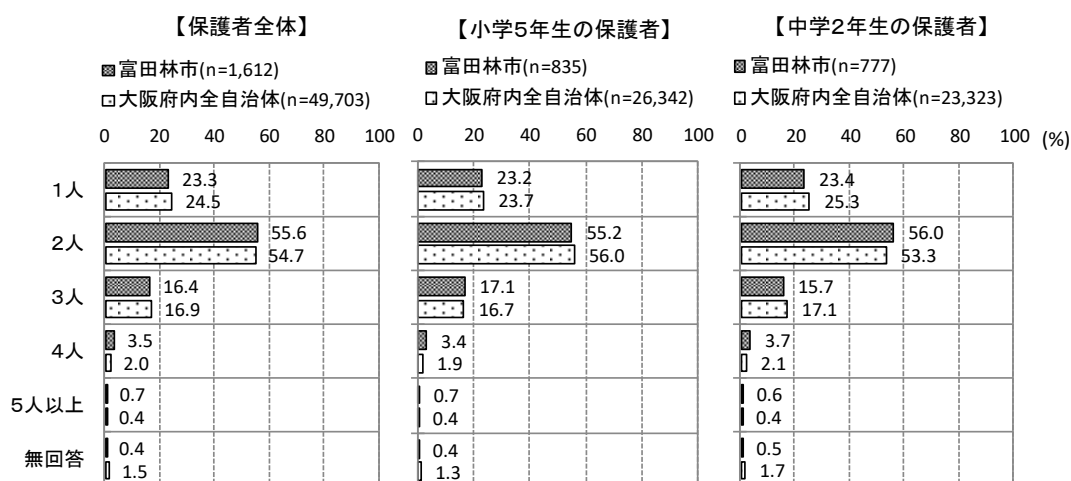 【保護者全体】 【小学5年生の保護者】 【中学2年生の保護者】
富田林市(n=1,612) 富田林市(n=835) 富田林市(n=777)
大阪府内全自治体(n=49,703) 大阪府内全自治体(n=26,342) 大阪府内全自治体(n=23,323)
0 20 40 60 80 100 0 20 40 60 80 100 0 20 40 60 80 100 (%)
1人 23.3 23.2 23.4
24.5 23.7 25.3
2人 55.6 55.2 56.0
54.7 56.0 53.3
3人 16.4 17.1 15.7
16.9 16.7 17.1
4人 3.5 3.4 3.7
2.0 1.9 2.1
5人以上 0.7 0.7 0.6
0.4 0.4 0.4
無回答 0.4 0.4 0.5
1.5 1.3 1.7